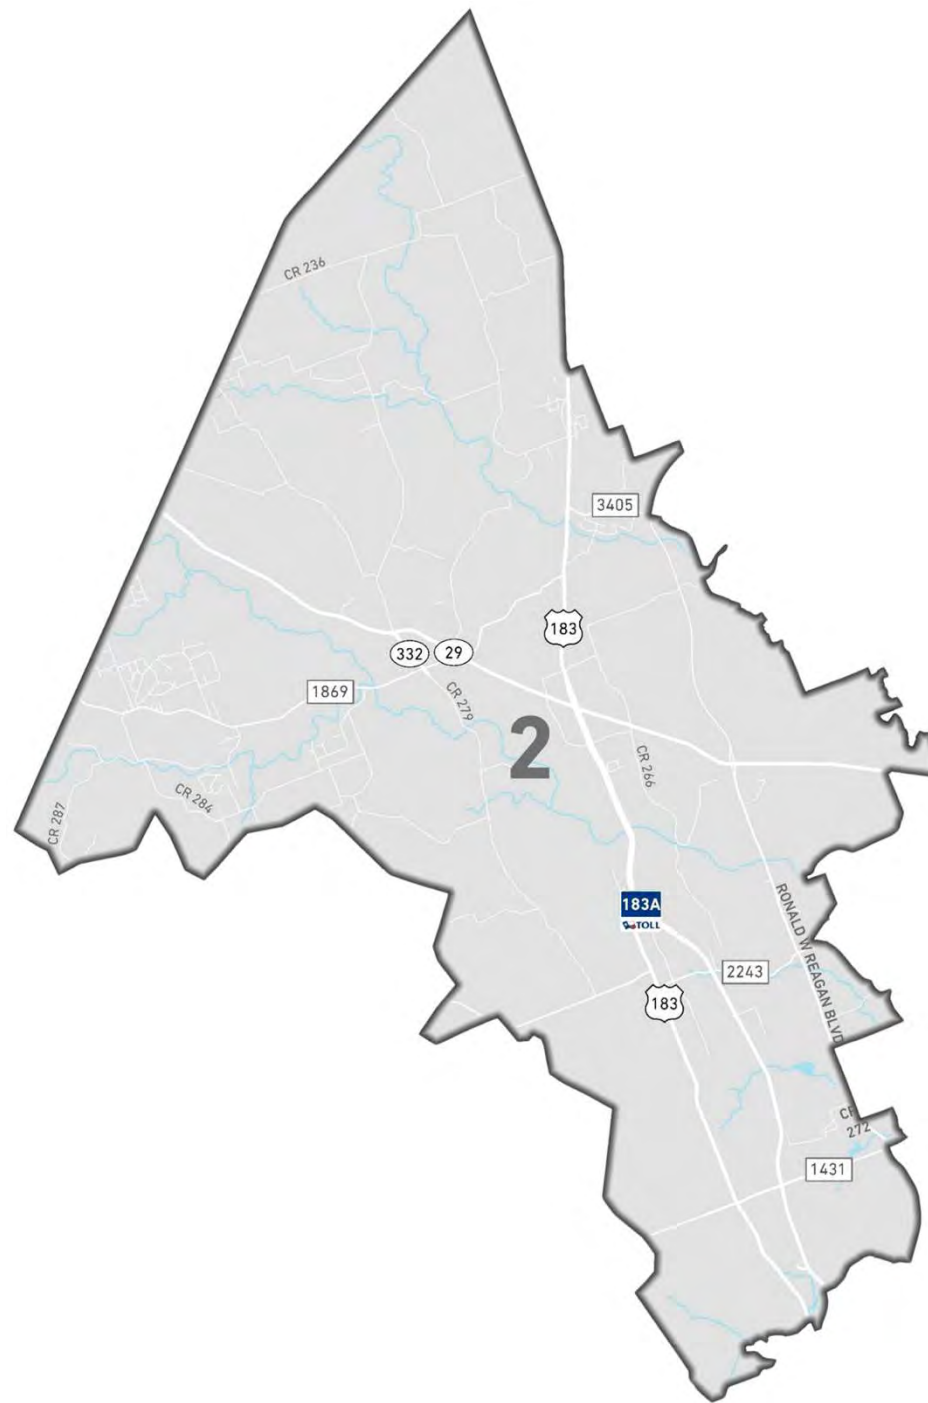 CR 236
3405
183
332
29
1869
CR 279
2
CR 266
CR 284
CR 287
183A
TOLL
RONALD W REAGAN BLVD
2243
183
CR
272
1431